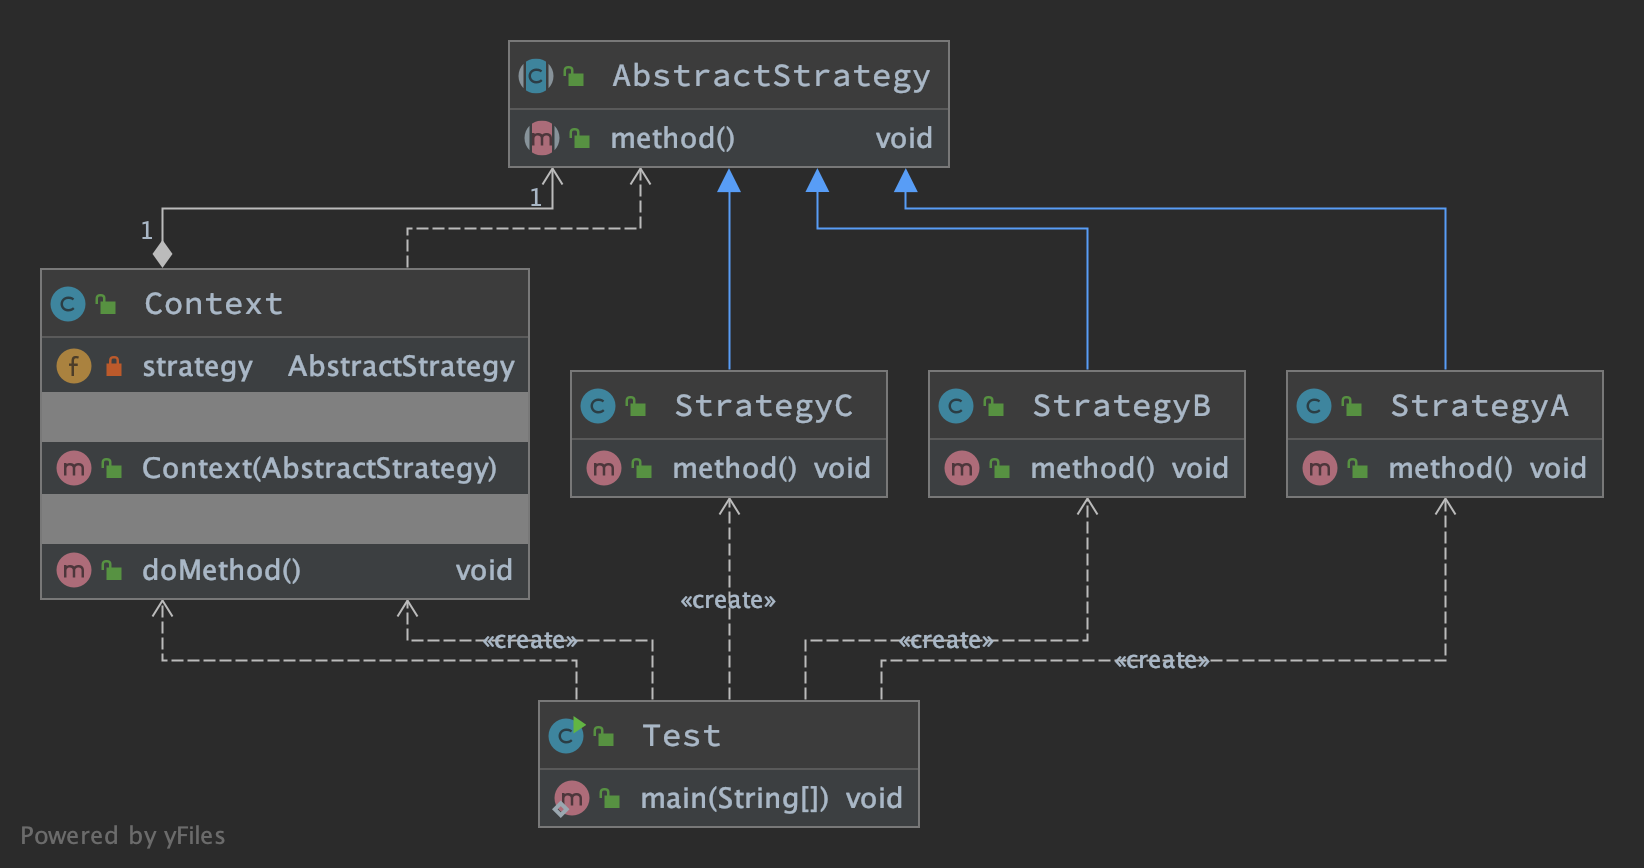 AbstractStrategy
method() void
1
1
Context
strategy AbstractStrategy
Context(AbstractStrategy)
doMethod() void
StrategyC
method() void
StrategyB
method() void
StrategyA
method() void
«create»
«create»
«create»
«create»
Test
main(String[]) void
Powered by yFiles